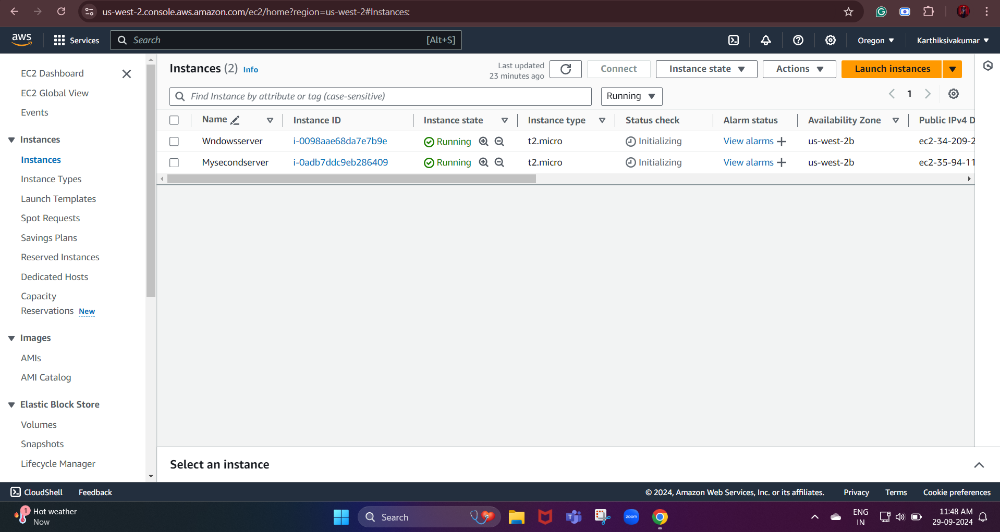 us-west-2.console.aws.amazon.com/ec2/home?region=us-west-2#Instances:
aws
Services
Search
[Alt+S]
Oregon
Karthiksivakumar
EC2 Dashboard
EC2 Global View
Events
Instances
Instances
Instance Types
Launch Templates
Spot Requests
Savings Plans
Reserved Instances
Dedicated Hosts
Capacity
Reservations New
Images
AMIs
AMI Catalog
Elastic Block Store
Volumes
Snapshots
Lifecycle Manager
Instances (2) Info
Last updated
23 minutes ago
Connect
Instance state
Actions
Launch instances
Find Instance by attribute or tag (case-sensitive)
Running
1
Name Instance ID Instance state Instance type Status check Alarm status Availability Zone Public IPv4 D
Wndowsserver i-0098aae68da7e7b9e Running t2.micro Initializing View alarms us-west-2b ec2-34-209-2
Mysecondserver i-0adb7ddc9eb286409 Running t2.micro Initializing View alarms us-west-2b ec2-35-94-11
Select an instance
CloudShell Feedback
© 2024, Amazon Web Services, Inc. or its affiliates. Privacy Terms Cookie preferences
1
Hot weather
Now
Search
zoom
ENG
IN
11:48 AM
29-09-2024